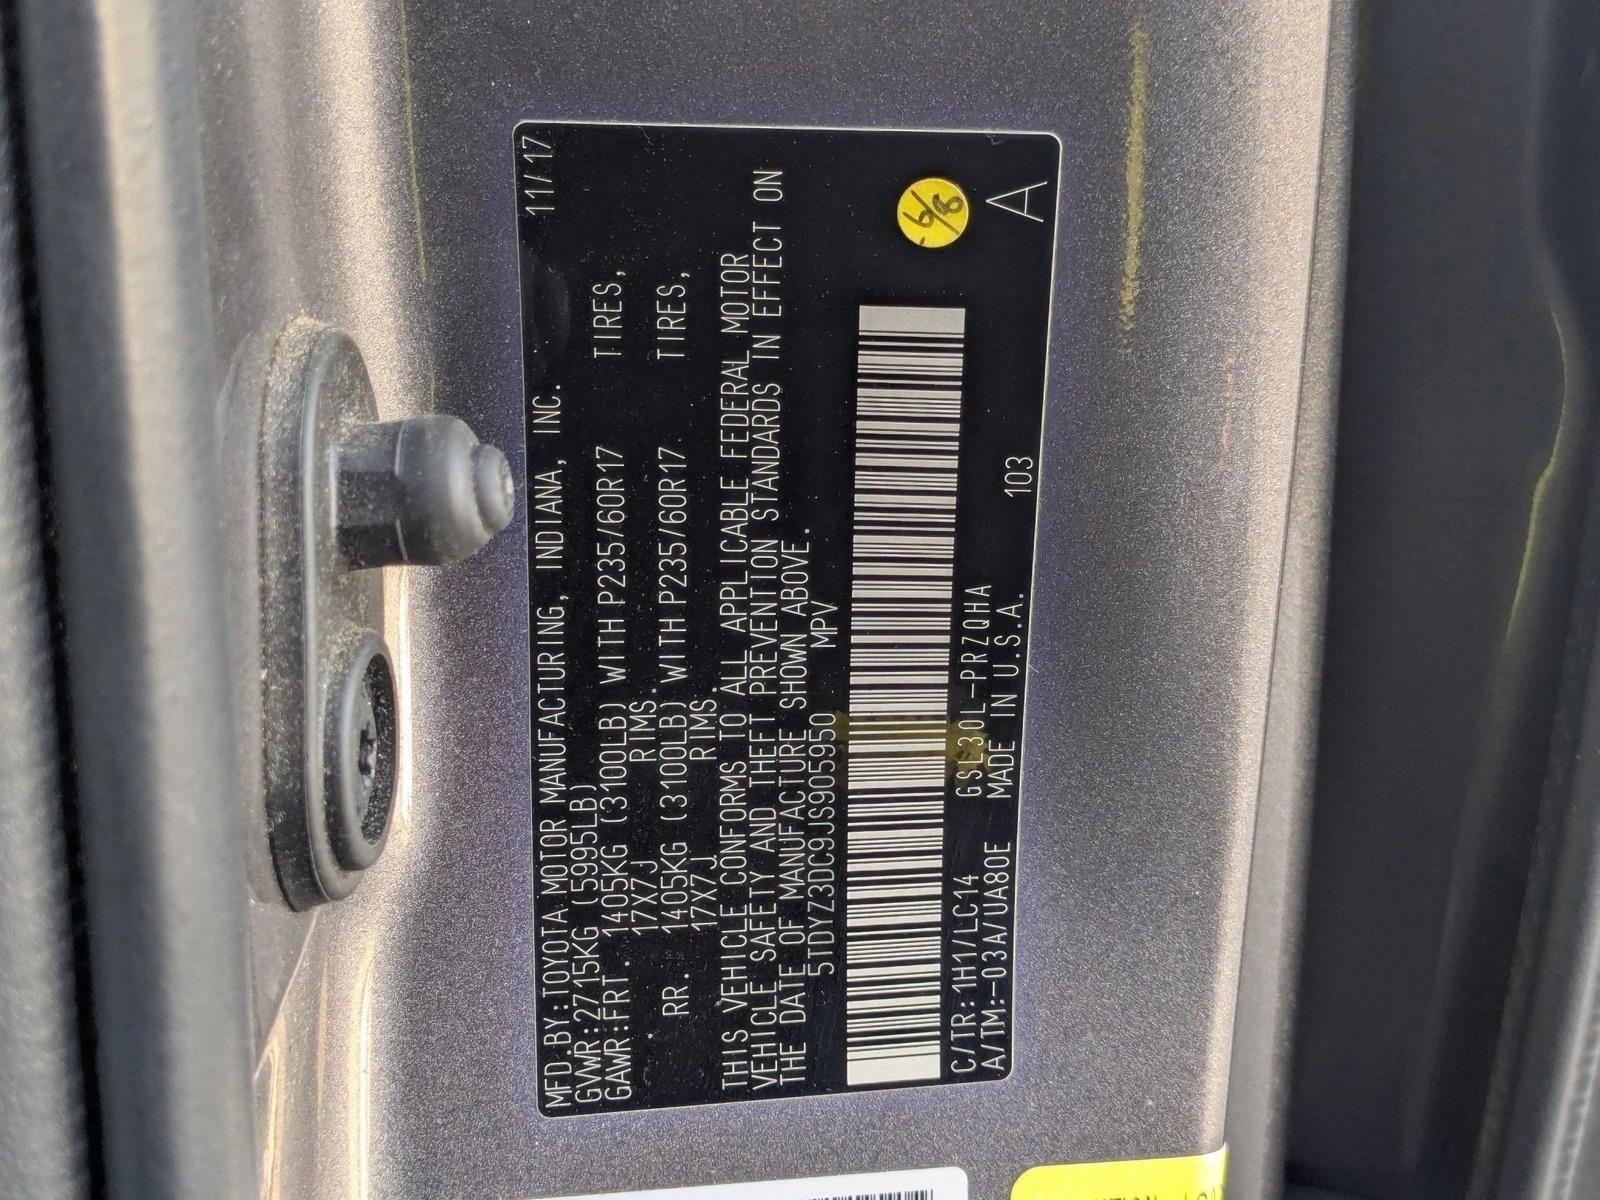 MFD.BY:TOYOTA MOTOR MANUFACTURING, INDIANA, INC. 11/17
GVWR:2715KG (5995LB)
GAWR:FRT. 1405KG (3100LB) WITH P235/60R17 TIRES,
17X7J RIMS.
RR. 1405KG (3100LB) WITH P235/60R17 TIRES,
17X7J RIMS.
THIS VEHICLE CONFORMS TO ALL APPLICABLE FEDERAL MOTOR
VEHICLE SAFETY AND THEFT PREVENTION STANDARDS IN EFFECT ON
THE DATE OF MANUFACTURE SHOWN ABOVE.
5TDYZ3DC9JS905950 MPV
6/8
C/TR:1H1/LC14 GSL30L-PRZQHA
A/TM:-03A/UA80E MADE IN U.S.A. 103 A